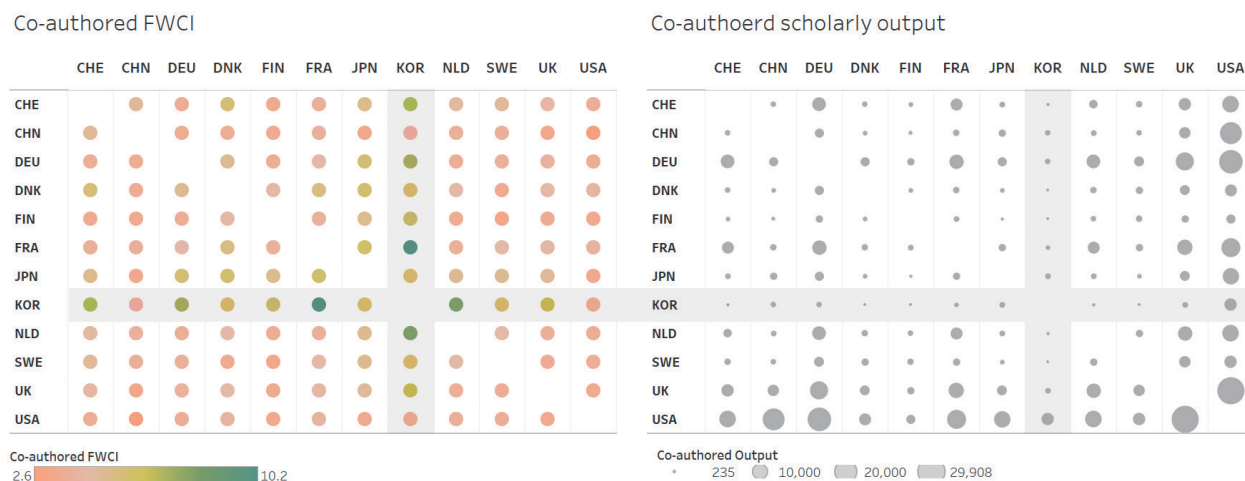 Co-authored FWCI
CHE CHN DEU DNK FIN FRA JPN KOR NLD SWE UK USA
CHE
CHN
DEU
DNK
FIN
FRA
JPN
KOR
NLD
SWE
UK
USA
Co-authored FWCI
2.6 10.2
Co-authoerd scholarly output
CHE CHN DEU DNK FIN FRA JPN KOR NLD SWE UK USA
CHE
CHN
DEU
DNK
FIN
FRA
JPN
KOR
NLD
SWE
UK
USA
Co-authored Output
235 10,000 20,000 29,908